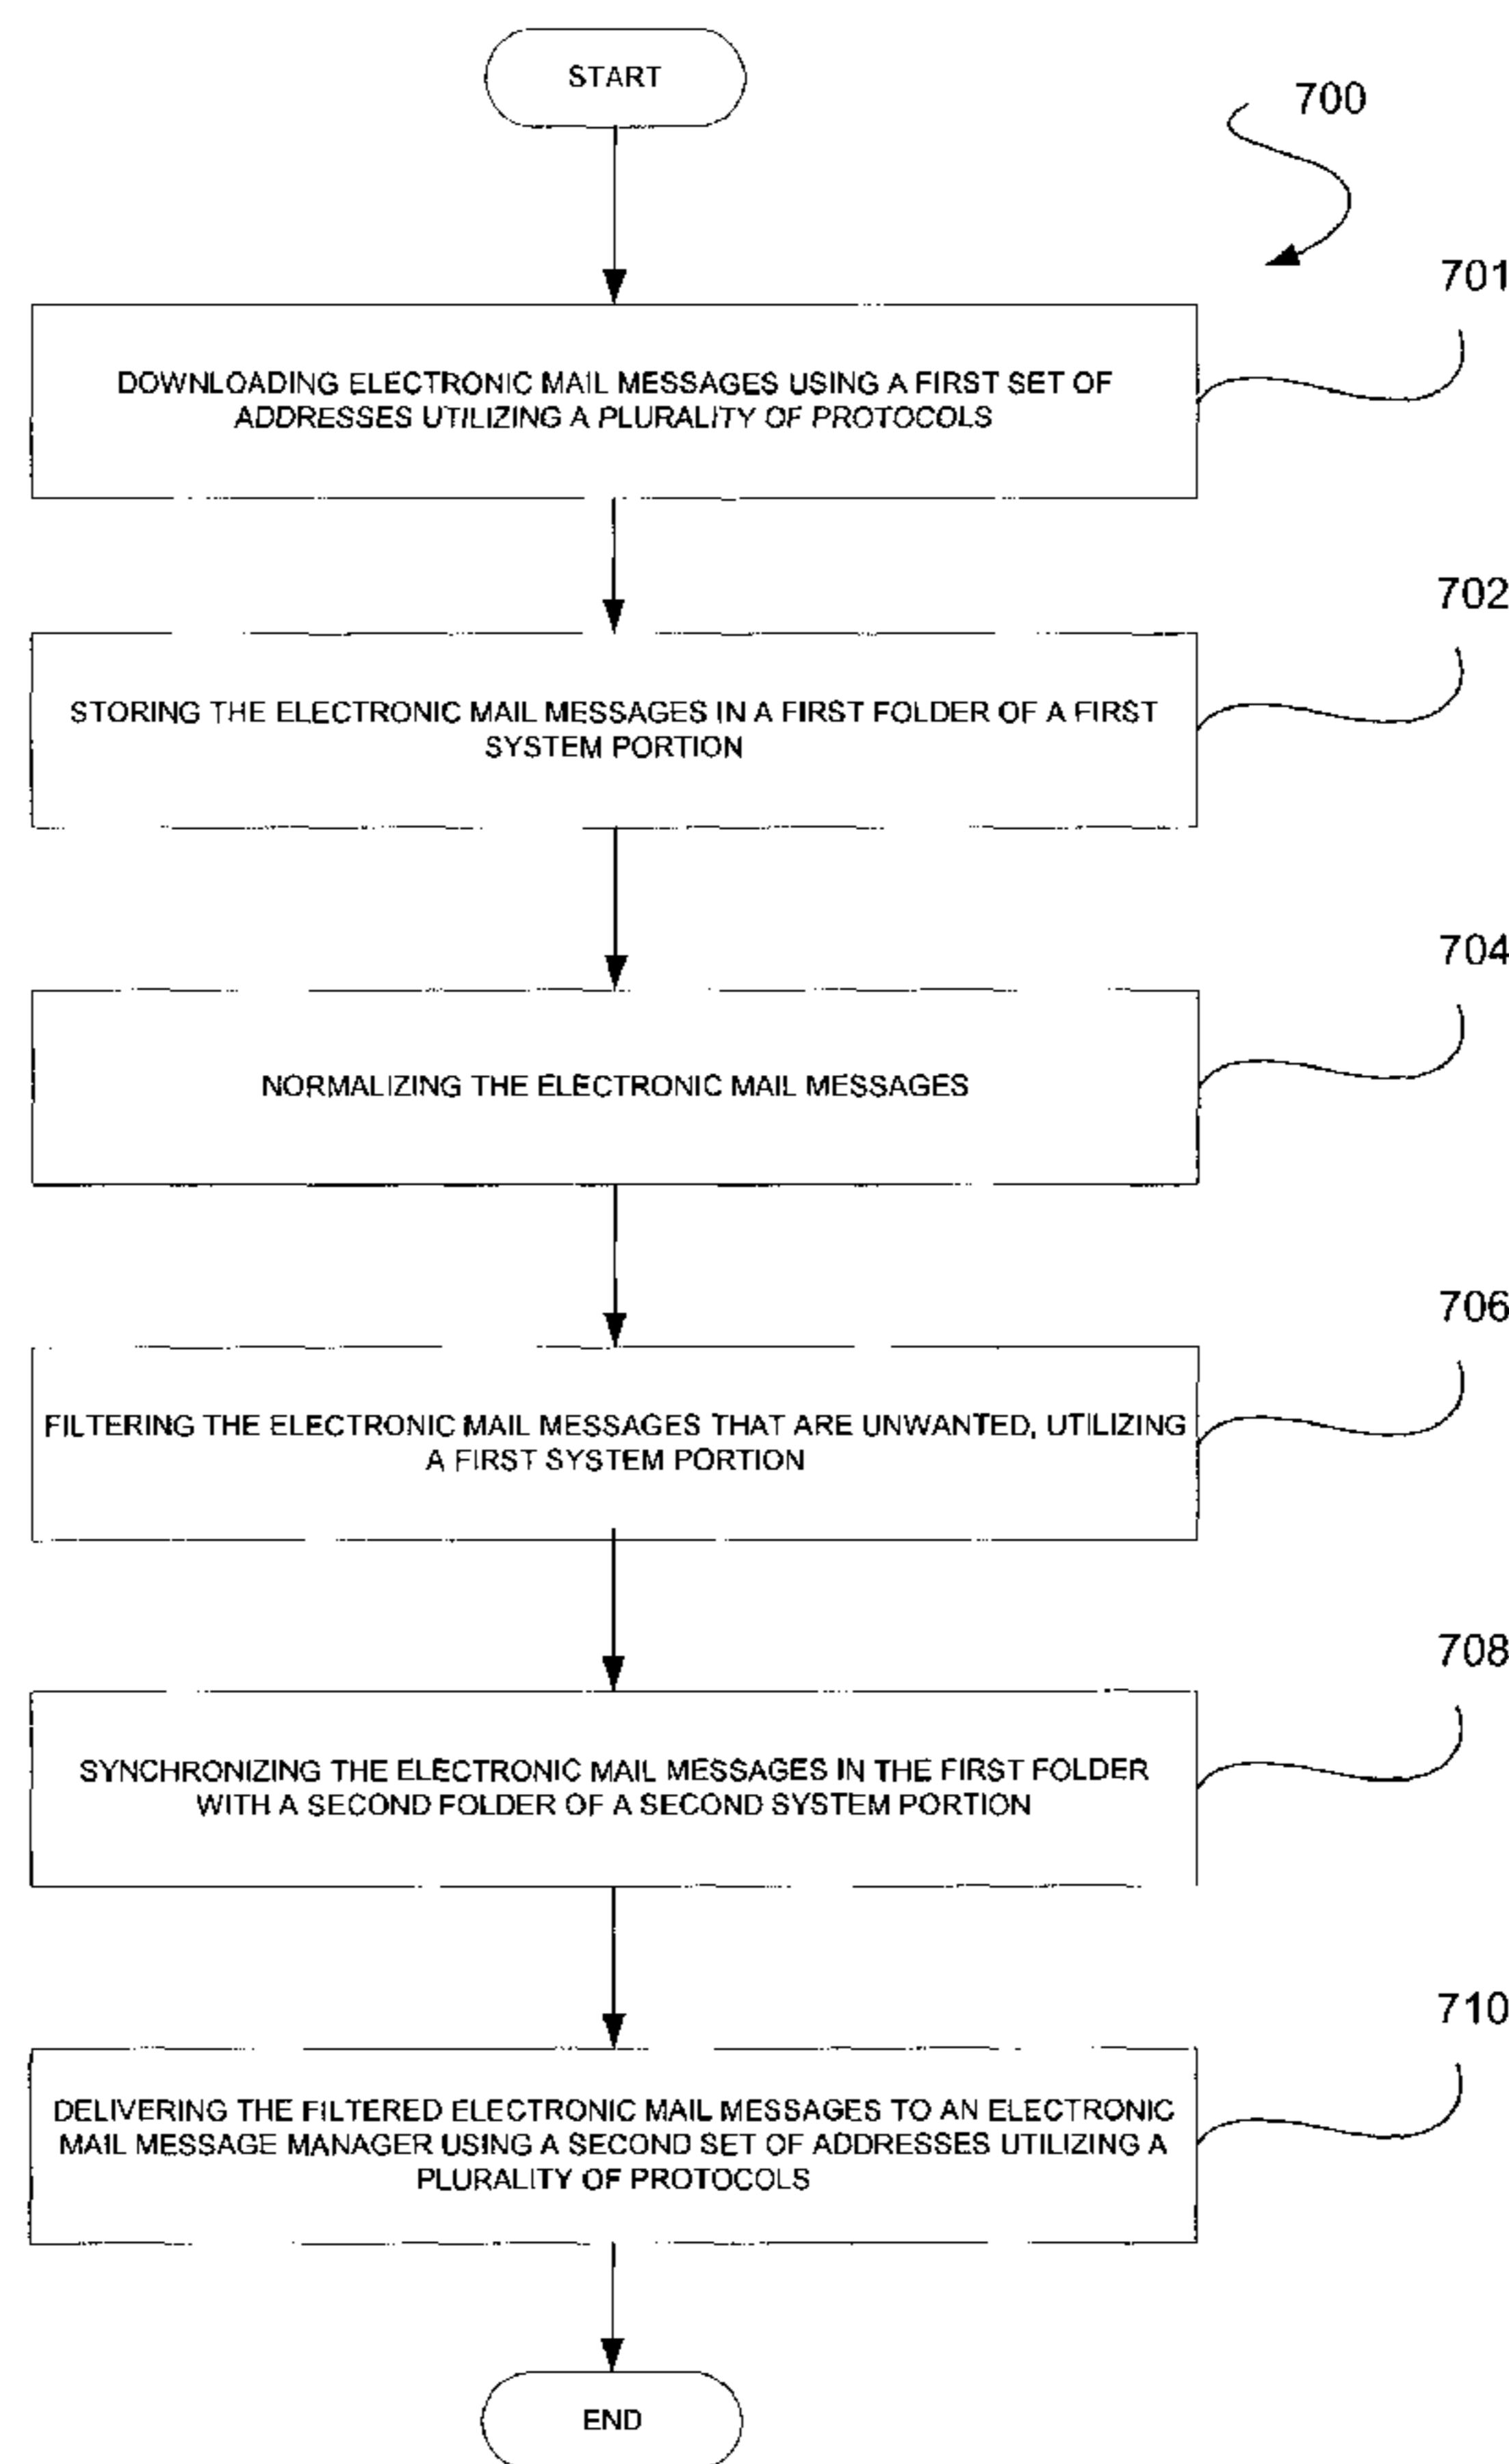 START
700
701
DOWNLOADING ELECTRONIC MAIL MESSAGES USING A FIRST SET OF
ADDRESSES UTILIZING A PLURALITY OF PROTOCOLS
702
STORING THE ELECTRONIC MAIL MESSAGES IN A FIRST FOLDER OF A FIRST
SYSTEM PORTION
704
NORMALIZING THE ELECTRONIC MAIL MESSAGES
706
FILTERING THE ELECTRONIC MAIL MESSAGES THAT ARE UNWANTED, UTILIZING
A FIRST SYSTEM PORTION
708
SYNCHRONIZING THE ELECTRONIC MAIL MESSAGES IN THE FIRST FOLDER
WITH A SECOND FOLDER OF A SECOND SYSTEM PORTION
710
DELIVERING THE FILTERED ELECTRONIC MAIL MESSAGES TO AN ELECTRONIC
MAIL MESSAGE MANAGER USING A SECOND SET OF ADDRESSES UTILIZING A
PLURALITY OF PROTOCOLS
END